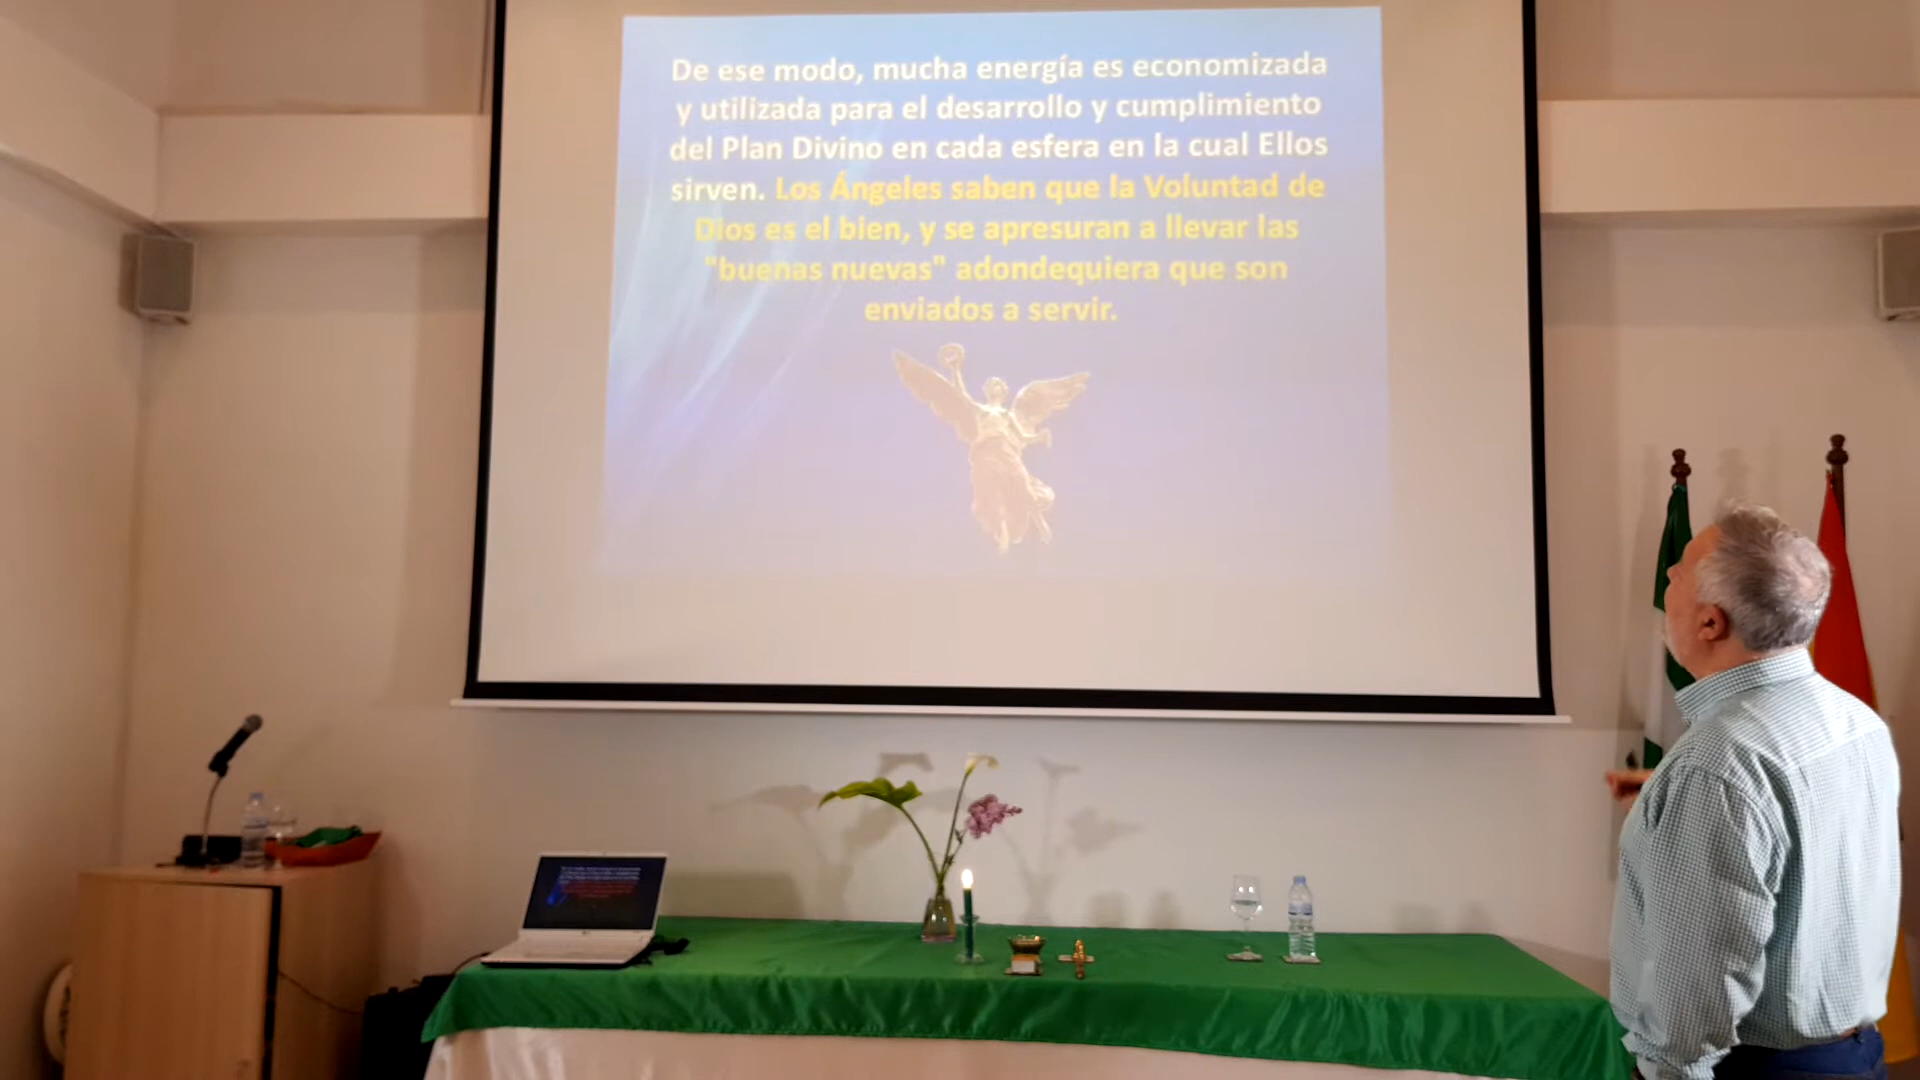 De ese modo, mucha energía es economizada
y utilizada para el desarrollo y cumplimiento
del Plan Divino en cada esfera en la cual Ellos
sirven. Los Ángeles saben que la Voluntad de
Dios es el bien, y se apresuran a llevar las
"buenas nuevas" adondequiera que son
enviados a servir.